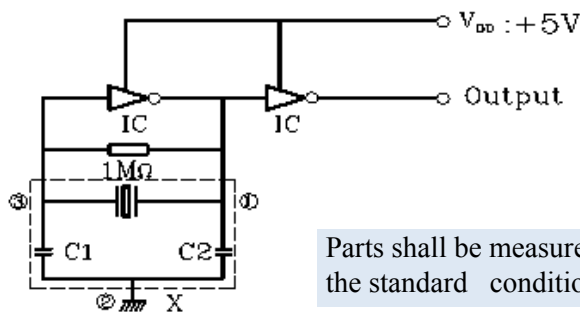 V_DD : +5V
IC
IC
Output
1MΩ
③
①
C1
C2
Parts shall be measure
② X
the standard conditio